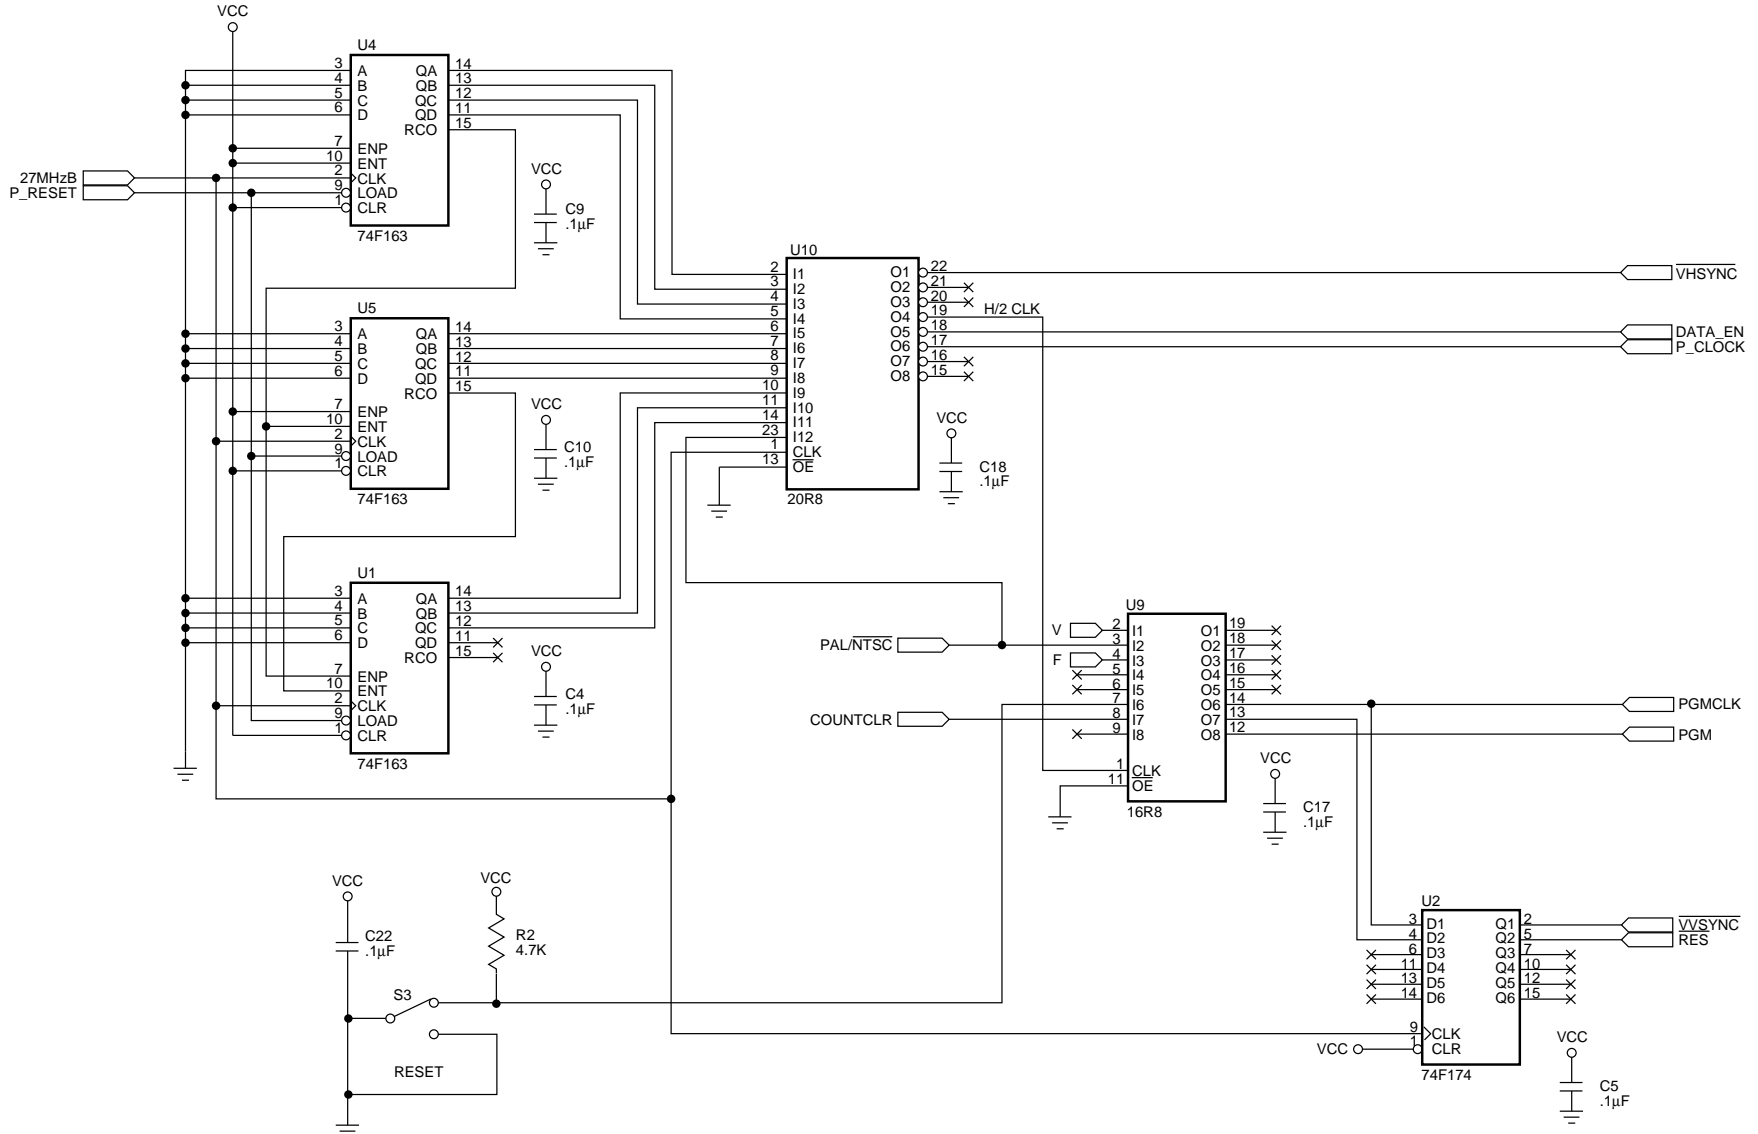 VCC
U4
3 A QA 14
4 B QB 13
5 C QC 12
6 D QD 11
RCO 15
7 ENP
10 ENT
27MHzB 2 CLK
P_RESET 9 LOAD
1 CLR
74F163
VCC
C9
.1µF
U5
3 A QA 14
4 B QB 13
5 C QC 12
6 D QD 11
RCO 15
7 ENP
10 ENT
2 CLK
9 LOAD
1 CLR
74F163
VCC
C10
.1µF
U1
3 A QA 14
4 B QB 13
5 C QC 12
6 D QD 11
RCO 15
7 ENP
10 ENT
2 CLK
9 LOAD
1 CLR
74F163
VCC
C4
.1µF
U10
2 I1 O1 22 VHSYNC
3 I2 O2 21
4 I3 O3 20
5 I4 O4 19 H/2 CLK
6 I5 O5 18 DATA_EN
7 I6 O6 17 P_CLOCK
8 I7 O7 16
9 I8 O8 15
10 I9
11 I10
14 I11
23 I12
1 CLK
13 OE
20R8
VCC
C18
.1µF
U9
V 2 I1 O1 19
PAL/NTSC 3 I2 O2 18
F 4 I3 O3 17
5 I4 O4 16
6 I5 O5 15
7 I6 O6 14 PGMCLK
COUNTCLR 8 I7 O7 13
9 I8 O8 12 PGM
1 CLK
11 OE
16R8
VCC
C17
.1µF
VCC
C22
.1µF
VCC
R2
4.7K
S3
RESET
U2
3 D1 Q1 2 VVSYNC
4 D2 Q2 5 RES
6 D3 Q3 7
11 D4 Q4 10
13 D5 Q5 12
14 D6 Q6 15
9 CLK
VCC 1 CLR
74F174
VCC
C5
.1µF